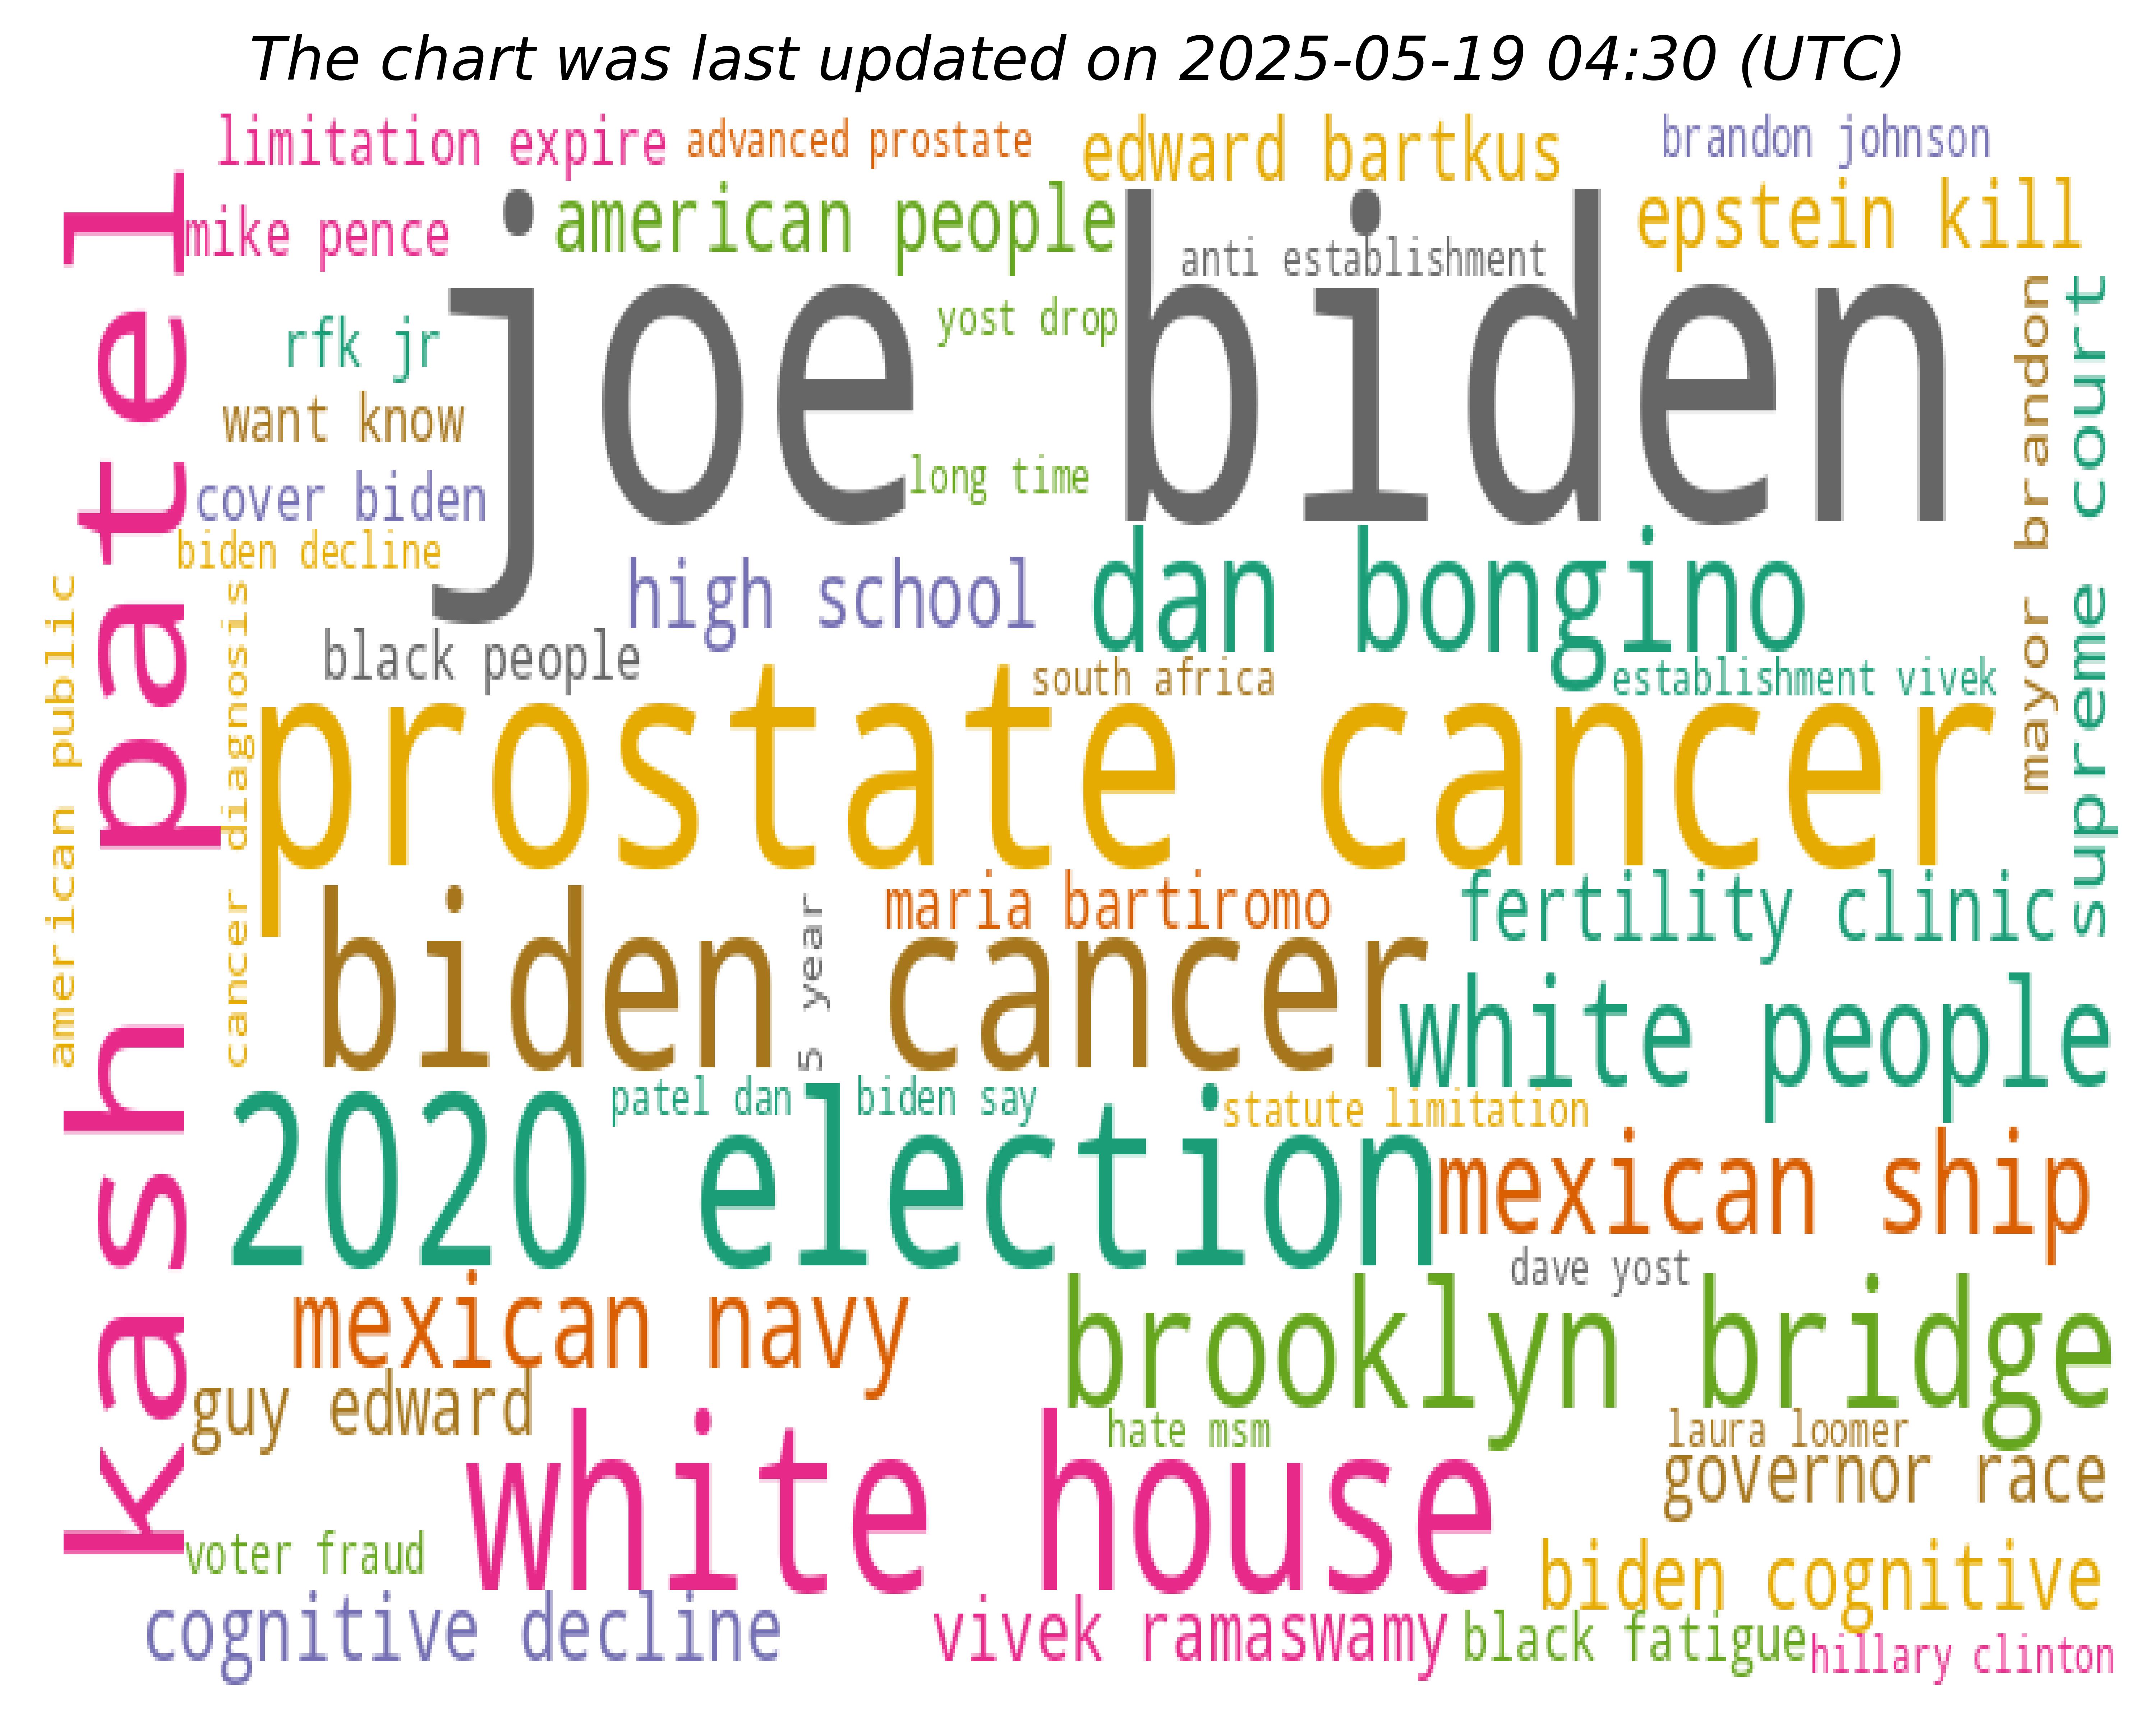 The chart was last updated on 2025-05-19 04:30 (UTC)
limitation expire
advanced prostate
edward bartkus
brandon johnson
mike pence
american people
epstein kill
anti establishment
joe biden
yost drop
rfk jr
want know
long time
cover biden
biden decline
kash patel
mayor brandon
supreme court
high school
dan bongino
black people
south africa
establishment vivek
american public
cancer diagnosis
prostate cancer
maria bartiromo
fertility clinic
biden cancer
5 year
white people
patel dan
biden say
statute limitation
2020 election
mexican ship
dave yost
mexican navy
brooklyn bridge
guy edward
hate msm
laura loomer
governor race
white house
voter fraud
biden cognitive
cognitive decline
vivek ramaswamy
black fatigue
hillary clinton